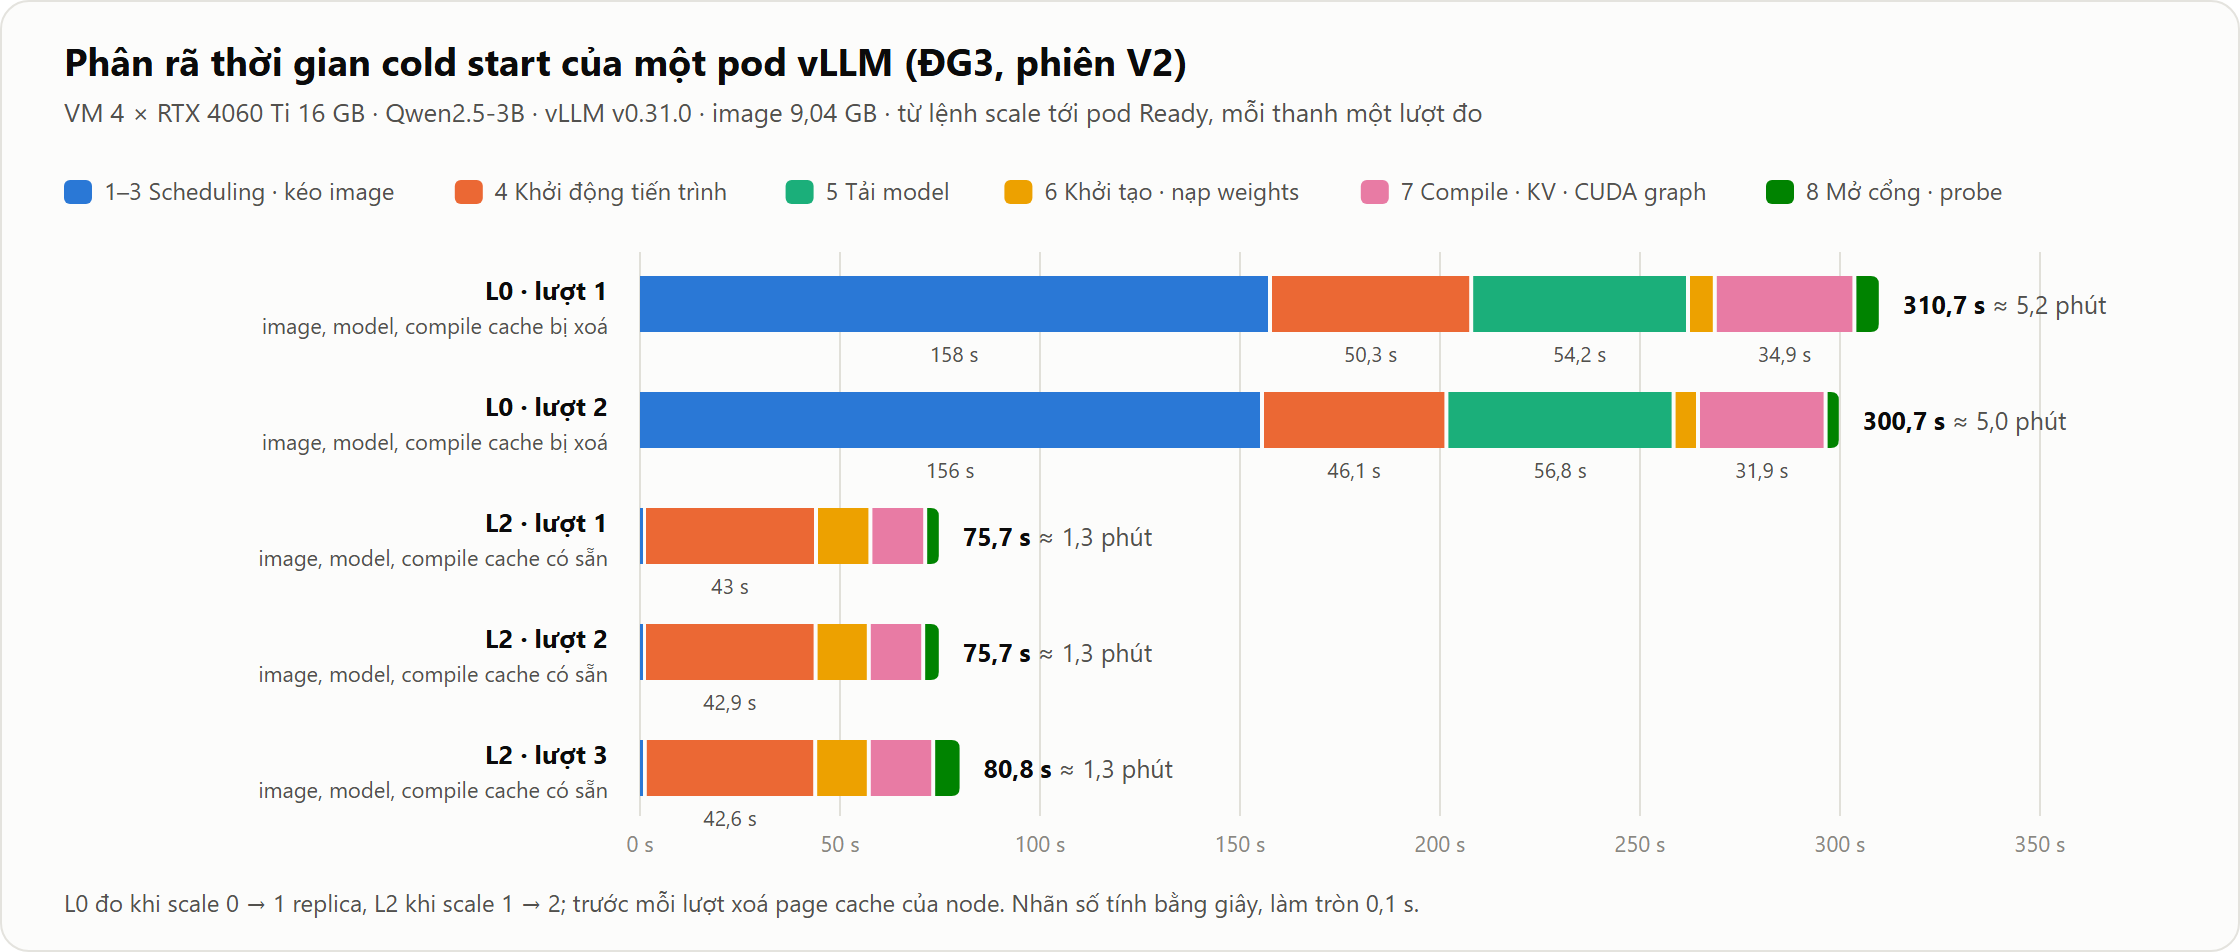 Phân rã thời gian cold start của một pod vLLM (ĐG3, phiên V2)
VM 4 × RTX 4060 Ti 16 GB · Qwen2.5-3B · vLLM v0.31.0 · image 9,04 GB · từ lệnh scale tới pod Ready, mỗi thanh một lượt đo
1–3 Scheduling · kéo image
4 Khởi động tiến trình
5 Tải model
6 Khởi tạo · nạp weights
7 Compile · KV · CUDA graph
8 Mở cổng · probe
L0 · lượt 1
image, model, compile cache bị xoá
310,7 s ≈ 5,2 phút
158 s
50,3 s
54,2 s
34,9 s
L0 · lượt 2
image, model, compile cache bị xoá
300,7 s ≈ 5,0 phút
156 s
46,1 s
56,8 s
31,9 s
L2 · lượt 1
image, model, compile cache có sẵn
75,7 s ≈ 1,3 phút
43 s
L2 · lượt 2
image, model, compile cache có sẵn
75,7 s ≈ 1,3 phút
42,9 s
L2 · lượt 3
image, model, compile cache có sẵn
80,8 s ≈ 1,3 phút
42,6 s
0 s
50 s
100 s
150 s
200 s
250 s
300 s
350 s
L0 đo khi scale 0 → 1 replica, L2 khi scale 1 → 2; trước mỗi lượt xoá page cache của node. Nhãn số tính bằng giây, làm tròn 0,1 s.